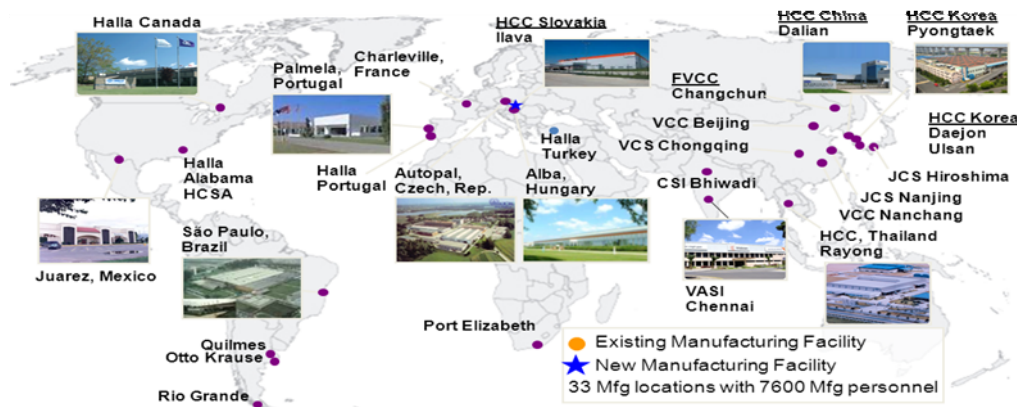 Halla Canada
HCC Slovakia
Ilava
HCC China
Dalian
HCC Korea
Pyongtaek
Charleville,
France
Palmela,
Portugal
FVCC
Changchun
VCC Beijing
VCS Chongqing
HCC Korea
Daejon
Ulsan
Halla
Turkey
Halla
Alabama
HCSA
Halla
Portugal
Autopal,
Czech, Rep.
Alba,
Hungary
CSI Bhiwadi
JCS Hiroshima
JCS Nanjing
VCC Nanchang
HCC, Thailand
Rayong
São Paulo,
Brazil
Juarez, Mexico
VASI
Chennai
Port Elizabeth
Quilmes
Otto Krause
Rio Grande
Existing Manufacturing Facility
New Manufacturing Facility
33 Mfg locations with 7600 Mfg personnel